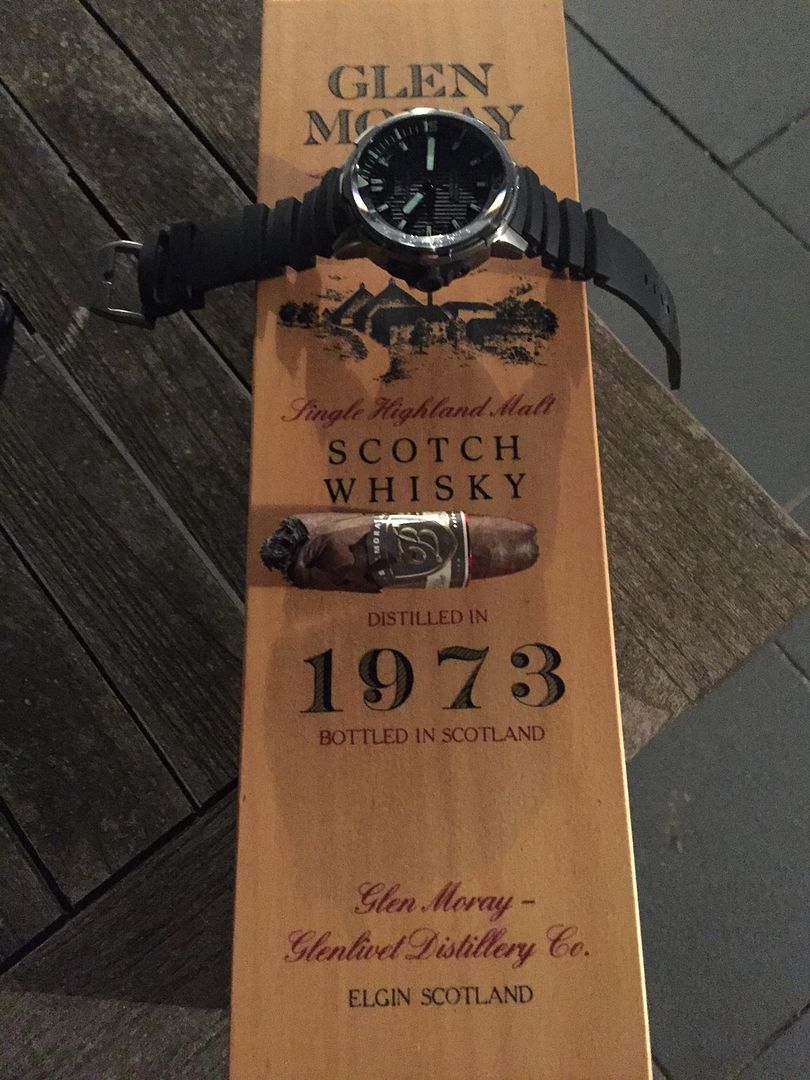 GLEN
MORAY
Single Highland Malt
SCOTCH
WHISKY
B
DISTILLED IN
1973
BOTTLED IN SCOTLAND
Glen Moray –
Glenlivet Distillery Co.
ELGIN SCOTLAND